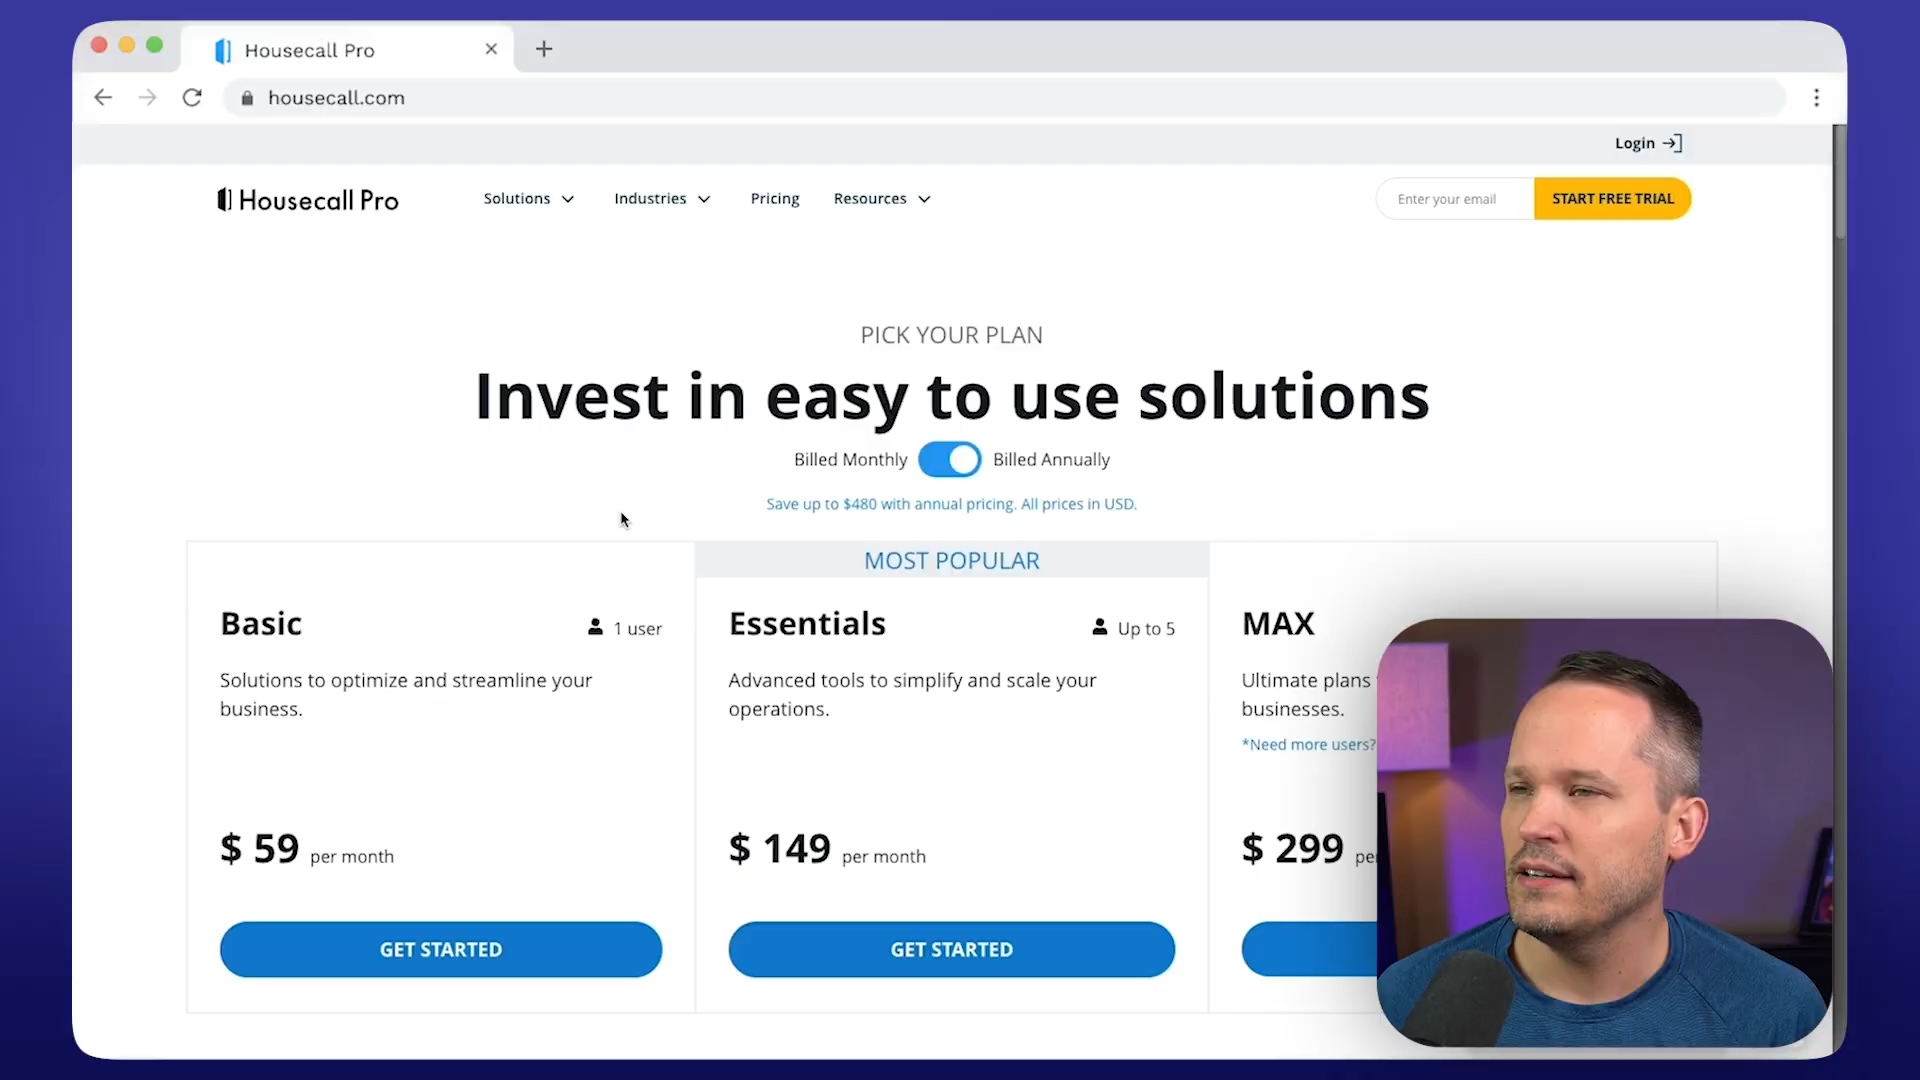 Housecall Pro
housecall.com
Login
Housecall Pro
Solutions
Industries
Pricing
Resources
Enter your email
START FREE TRIAL
PICK YOUR PLAN
Invest in easy to use solutions
Billed Monthly
Billed Annually
Save up to $480 with annual pricing. All prices in USD.
MOST POPULAR
Basic
1 user
Solutions to optimize and streamline your
business.
$ 59 per month
GET STARTED
Essentials
Up to 5
Advanced tools to simplify and scale your
operations.
$ 149 per month
GET STARTED
MAX
Ultimate plans
businesses.
*Need more users?
$ 299